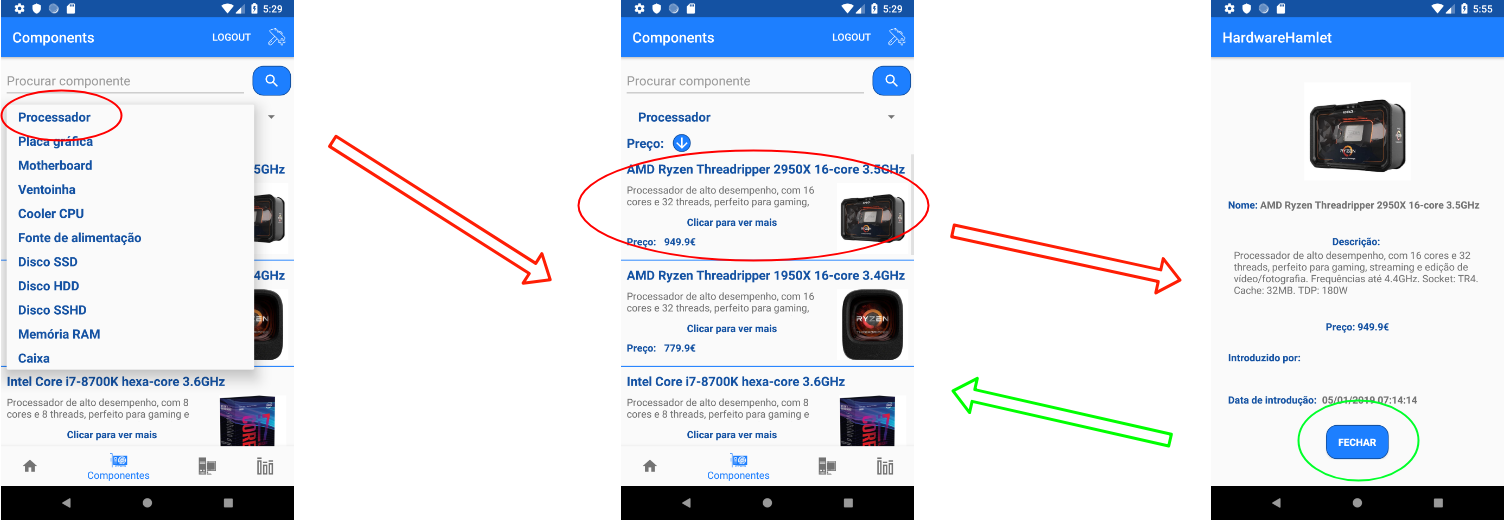 5:29
Components
LOGOUT
Procurar componente
Processador
Placa gráfica
Motherboard
5GHz
Ventoinha
Cooler CPU
Fonte de alimentação
Disco SSD
4GHz
Disco HDD
Disco SSHD
Memória RAM
Caixa
Intel Core i7-8700K hexa-core 3.6GHz
Processador de alto desempenho, com 8
cores e 8 threads, perfeito para gaming e
Clicar para ver mais
Componentes
5:29
Components
LOGOUT
Procurar componente
Processador
Preço:
AMD Ryzen Threadripper 2950X 16-core 3.5GHz
Processador de alto desempenho, com 16
cores e 32 threads, perfeito para gaming,
Clicar para ver mais
Preço: 949.9€
AMD Ryzen Threadripper 1950X 16-core 3.4GHz
Processador de alto desempenho, com 16
cores e 32 threads, perfeito para gaming,
RYZEN
Clicar para ver mais
Preço: 779.9€
Intel Core i7-8700K hexa-core 3.6GHz
Processador de alto desempenho, com 8
cores e 8 threads, perfeito para gaming e
Clicar para ver mais
Componentes
5:55
HardwareHamlet
RYZEN
Nome: AMD Ryzen Threadripper 2950X 16-core 3.5GHz
Descrição:
Processador de alto desempenho, com 16 cores e 32
threads, perfeito para gaming, streaming e edição de
vídeo/fotografia. Frequências até 4.4GHz. Socket: TR4.
Cache: 32MB. TDP: 180W
Preço: 949.9€
Introduzido por:
Data de introdução: 05/01/2019 07:14:14
FECHAR